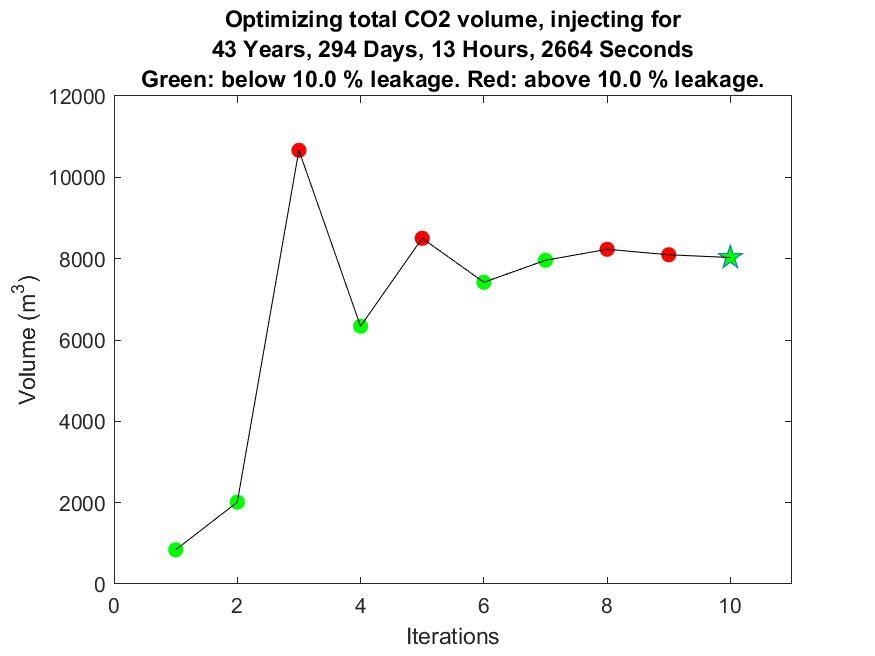 Optimizing total CO2 volume, injecting for
43 Years, 294 Days, 13 Hours, 2664 Seconds
Green: below 10.0 % leakage. Red: above 10.0 % leakage.
12000
10000
8000
6000
4000
2000
0
Volume (m³)
0 2 4 6 8 10
Iterations